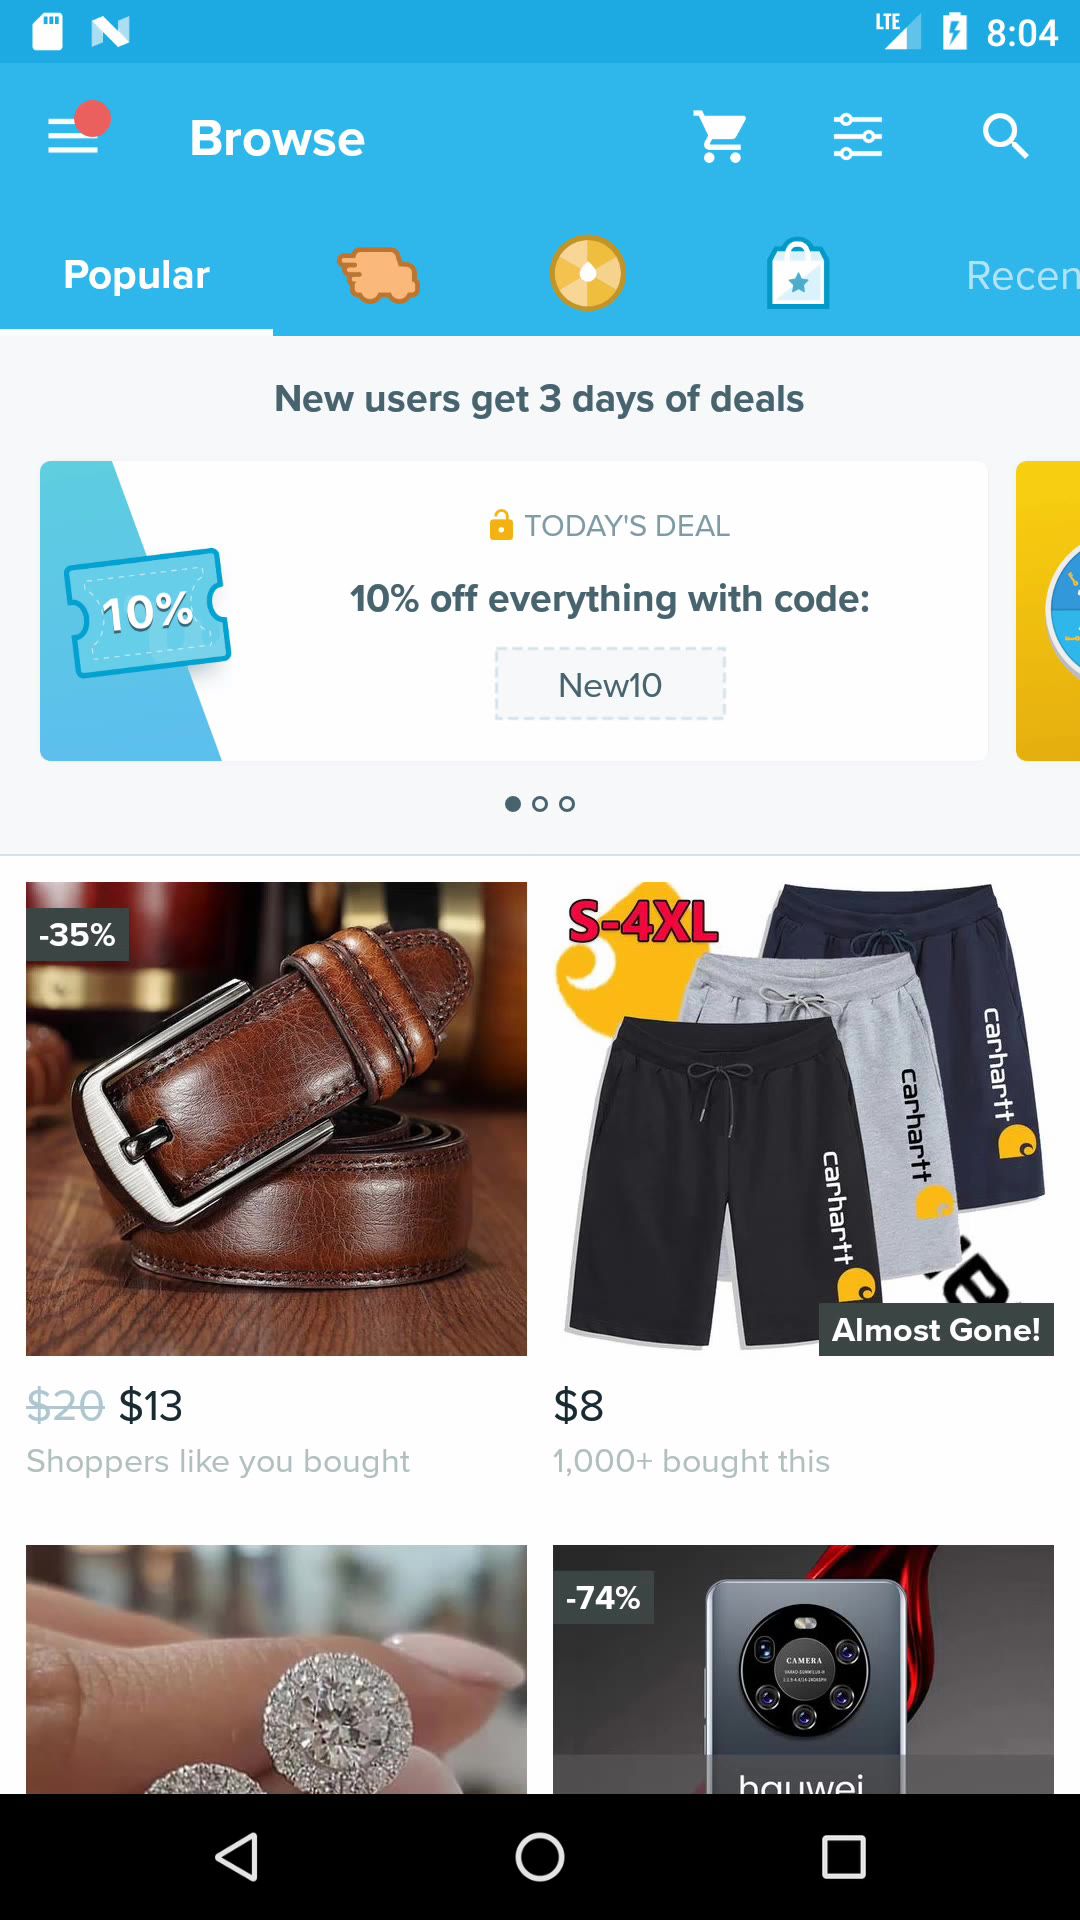 LTE 8:04
Browse
Popular
Recen
New users get 3 days of deals
TODAY'S DEAL
10%
10% off everything with code:
New10
-35%
S-4XL
carhartt
carhartt
carhartt
Almost Gone!
$20 $13
$8
Shoppers like you bought
1,000+ bought this
-74%
CAMERA
hauwei